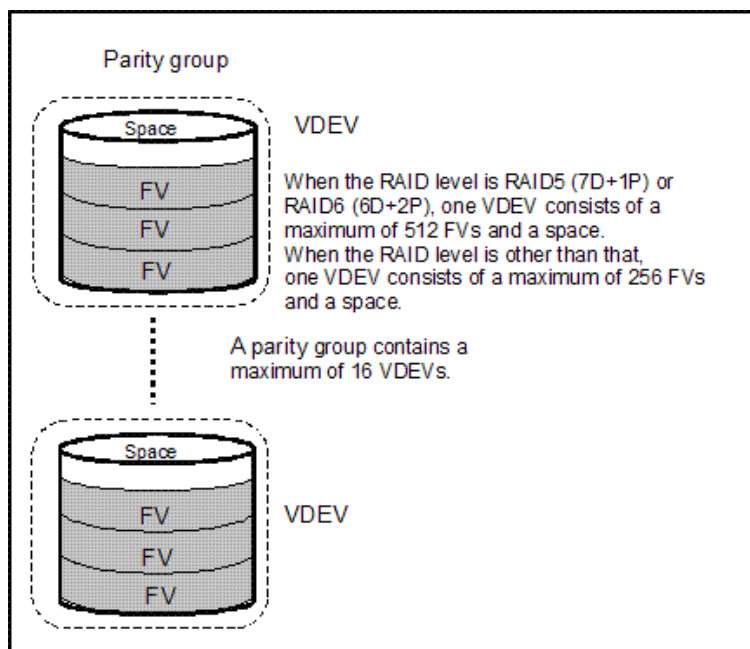 Parity group
Space
VDEV
FV
FV
FV
When the RAID level is RAID5 (7D+1P) or
RAID6 (6D+2P), one VDEV consists of a
maximum of 512 FVs and a space.
When the RAID level is other than that,
one VDEV consists of a maximum of 256 FVs
and a space.
A parity group contains a
maximum of 16 VDEVs.
Space
FV
VDEV
FV
FV